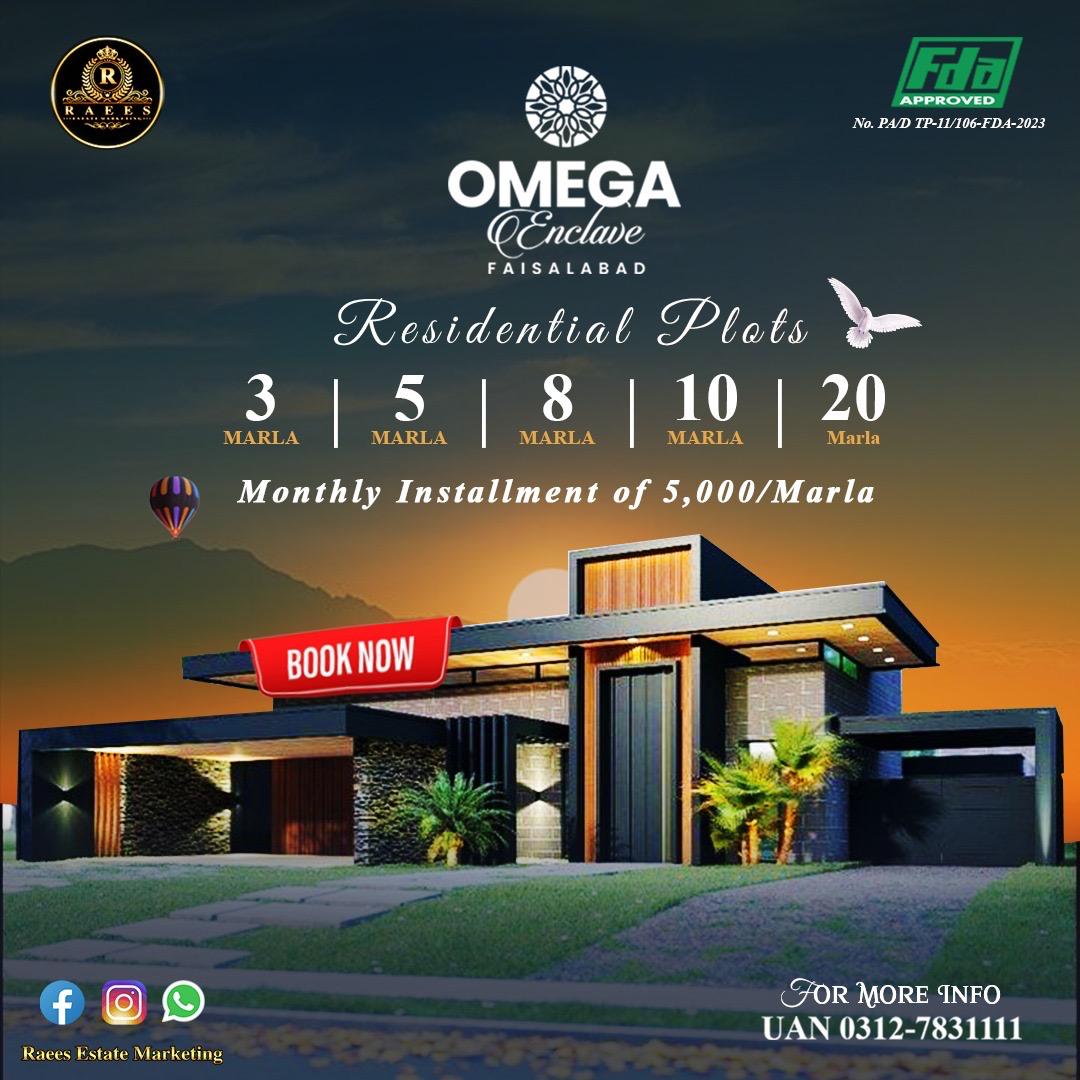 R
RAEES
ESTATE MARKETING
Fda
APPROVED
No. PA/D TP-11/106-FDA-2023
OMEGA
Enclave
FAISALABAD
Residential Plots
3 5 8 10 20
MARLA MARLA MARLA MARLA Marla
Monthly Installment of 5,000/Marla
BOOK NOW
FOR MORE INFO
UAN 0312-7831111
Raees Estate Marketing